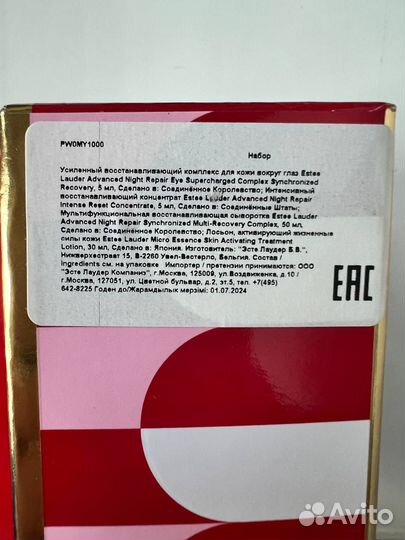 PW0MY1000
Набор
Усиленный восстанавливающий комплекс для кожи вокруг глаз Estee
Lauder Advanced Night Repair Eye Supercharged Complex Synchronized
Recovery, 5 мл, Сделано в: Соединённое Королевство; Интенсивный
восстанавливающий концентрат Estee Lauder Advanced Night Repair
Intense Reset Concentrate, 5 мл, Сделано в: Соединённые Штаты;
Мультифункциональная восстанавливающая сыворотка Estee Lauder
Advanced Night Repair Synchronized Multi-Recovery Complex, 50 мл,
Сделано в: Соединённое Королевство; Лосьон, активирующий жизненные
силы кожи Estee Lauder Micro Essence Skin Activating Treatment
Lotion, 30 мл, Сделано в: Япония. Изготовитель: "Эсте Лаудер Б.В.",
Нижверхестраат 15, B-2260 Увел-Вестерло, Бельгия. Состав /
Ingredients см. на упаковке Импортер / претензии принимаются: ООО
"Эсте Лаудер Компаниз", г.Москва, 125009, ул.Воздвиженка, д.10 /
г.Москва, 127051, ул. Цветной бульвар, д.2, эт.5, тел. +7(495)
642-8225 Годен до/Жарамдылык мерзімі: 01.07.2024
EAC
Avito